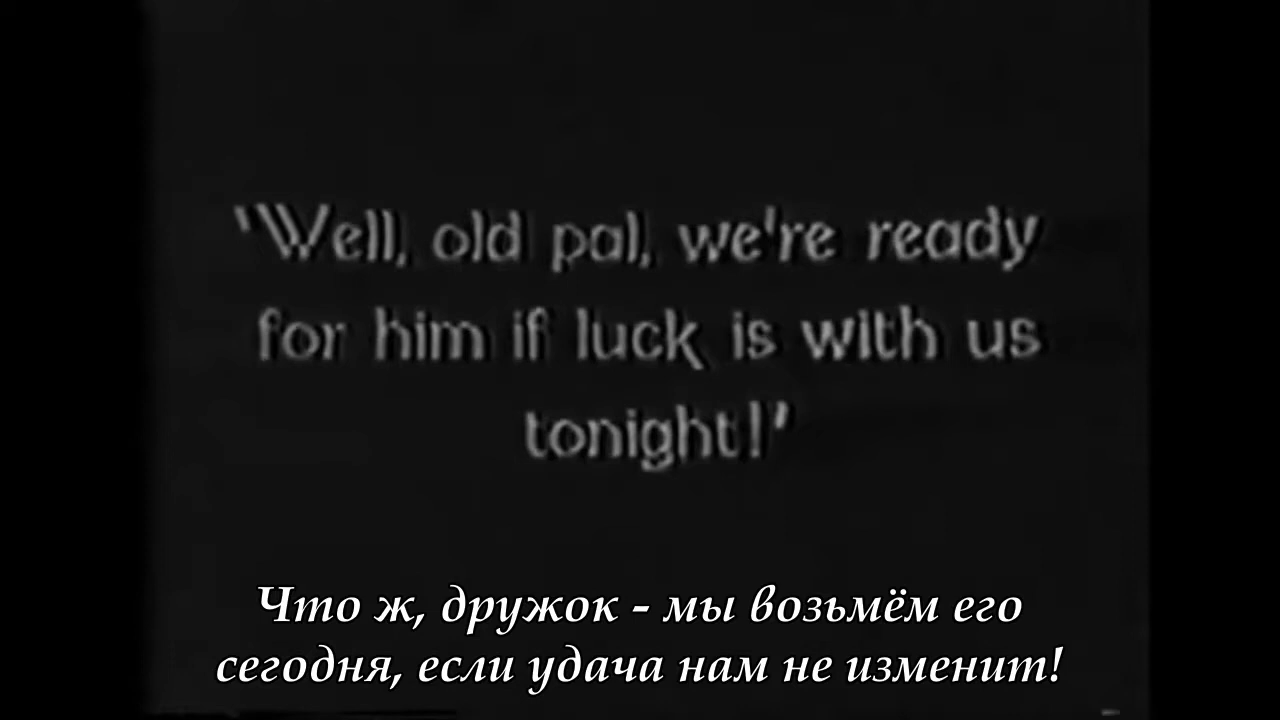 'Well, old pal, we're ready
for him if luck is with us
tonight!'
Что ж, дружок - мы возьмём его
сегодня, если удача нам не изменит!